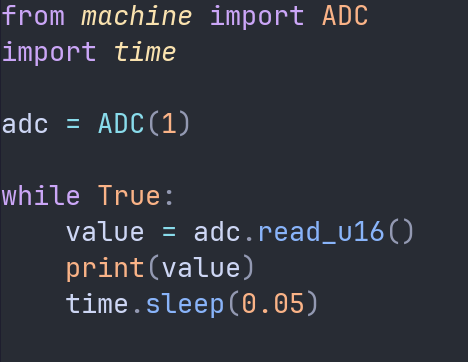 from machine import ADC
import time

adc = ADC(1)

while True:
    value = adc.read_u16()
    print(value)
    time.sleep(0.05)